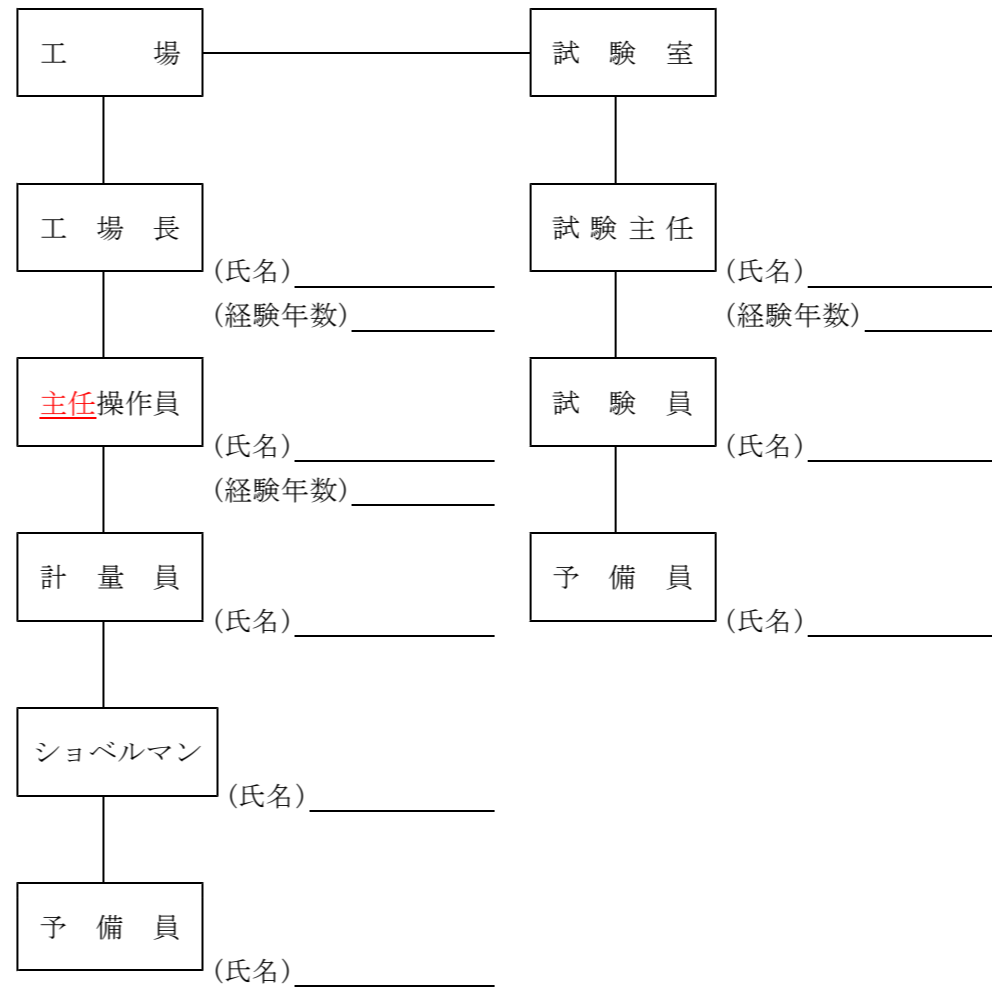 工場
試験室
工場長
(氏名)
(経験年数)
試験主任
(氏名)
(経験年数)
主任操作員
(氏名)
(経験年数)
試験員
(氏名)
計量員
(氏名)
予備員
(氏名)
ショベルマン
(氏名)
予備員
(氏名)